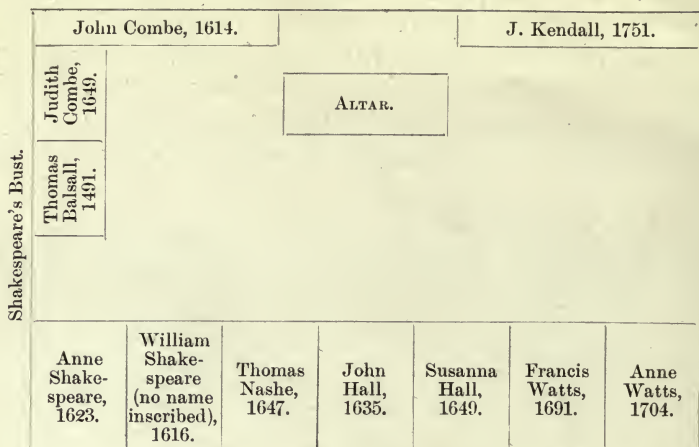 John Combe, 1614.
J. Kendall, 1751.
Judith
Combe,
1649.
ALTAR.
Thomas
Balsall,
1491.
Shakespeare's Bust.
Anne
Shake-
speare,
1623.
William
Shake-
speare
(no name
inscribed),
1616.
Thomas
Nashe,
1647.
John
Hall,
1635.
Susanna
Hall,
1649.
Francis
Watts,
1691.
Anne
Watts,
1704.